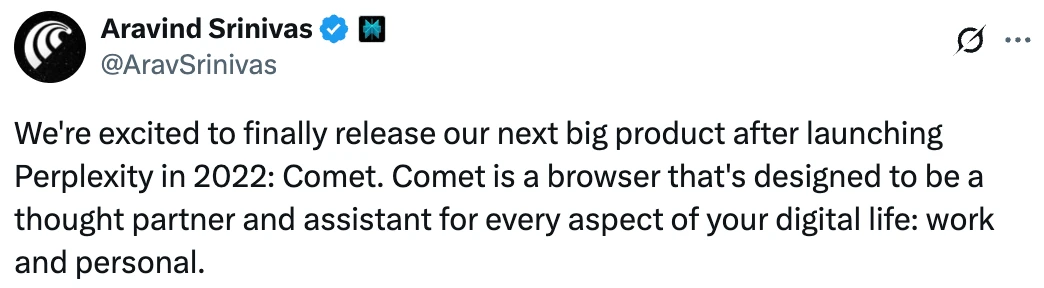 Aravind Srinivas
@AravSrinivas
We're excited to finally release our next big product after launching
Perplexity in 2022: Comet. Comet is a browser that's designed to be a
thought partner and assistant for every aspect of your digital life: work
and personal.